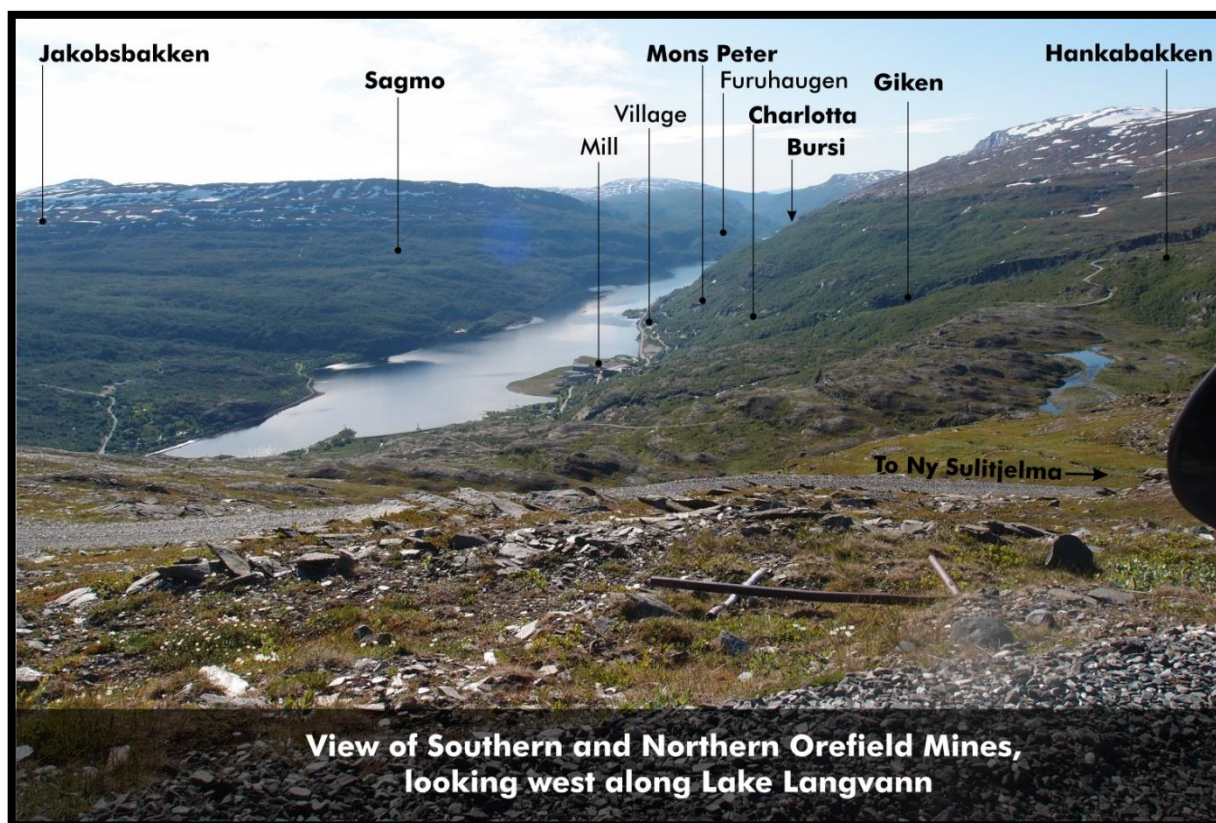 Jakobsbakken
Sagmo
Mill
Village
Mons Peter
Furuhaugen
Charlotta
Bursi
Giken
Hankabakken
To Ny Sulitjelma
View of Southern and Northern Orefield Mines,
looking west along Lake Langvann